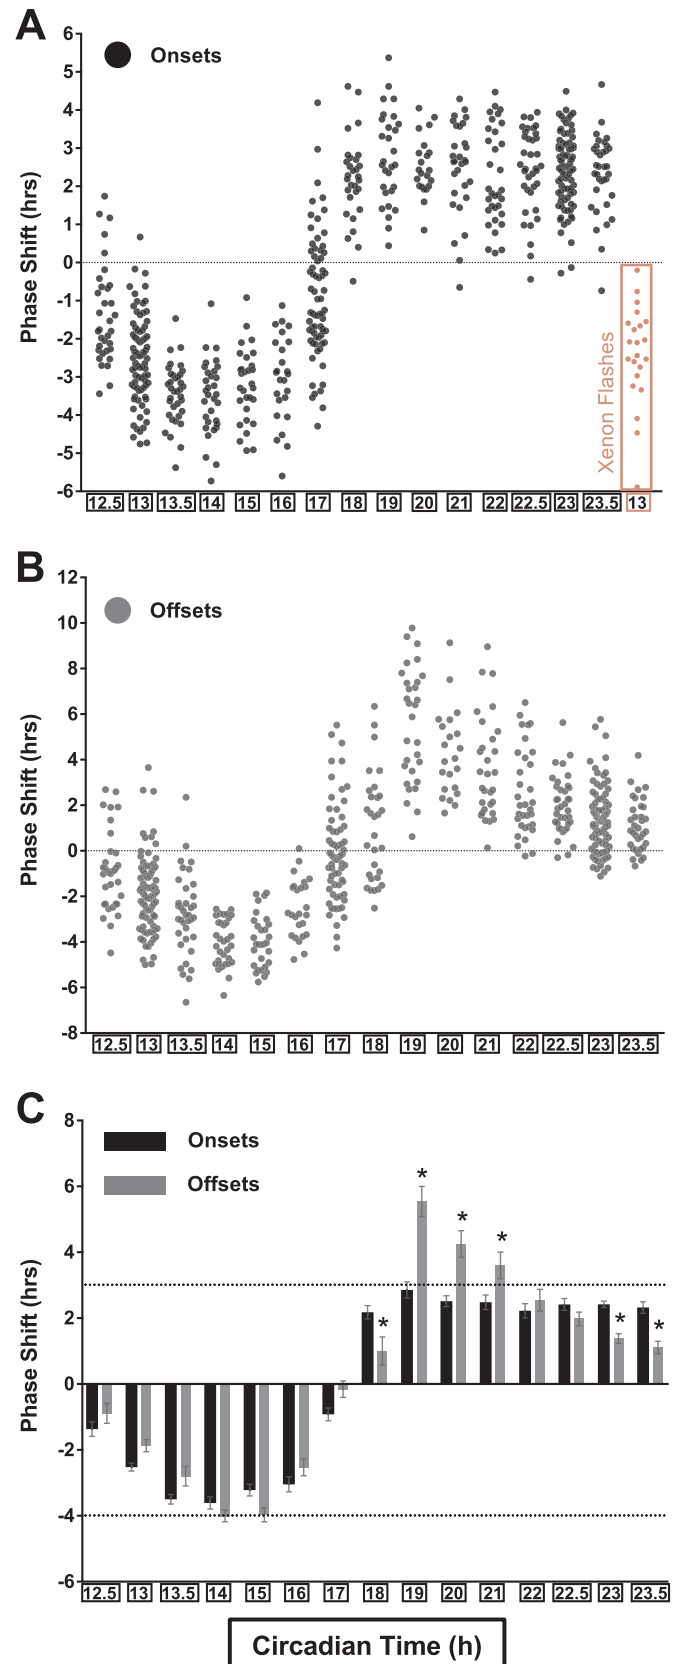 A
Onsets
Phase Shift (hrs)
6
5
4
3
2
1
0
-1
-2
-3
-4
-5
-6
Xenon Flashes
12.5 13 13.5 14 15 16 17 18 19 20 21 22 22.5 23 23.5 13
B
Offsets
Phase Shift (hrs)
12
10
8
6
4
2
0
-2
-4
-6
-8
12.5 13 13.5 14 15 16 17 18 19 20 21 22 22.5 23 23.5
C
Onsets
Offsets
Phase Shift (hrs)
8
6
4
2
0
-2
-4
-6
* * * * * *
12.5 13 13.5 14 15 16 17 18 19 20 21 22 22.5 23 23.5
Circadian Time (h)